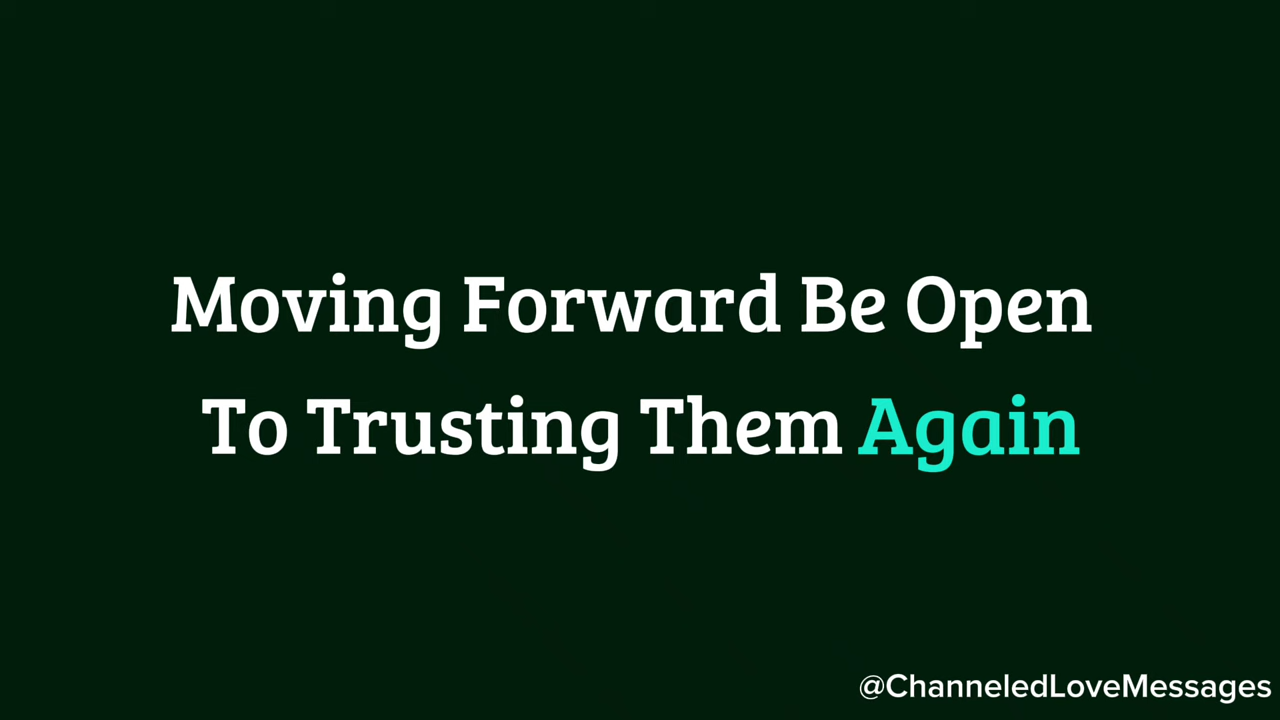 Moving Forward Be Open
To Trusting Them Again
@ChanneledLoveMessages